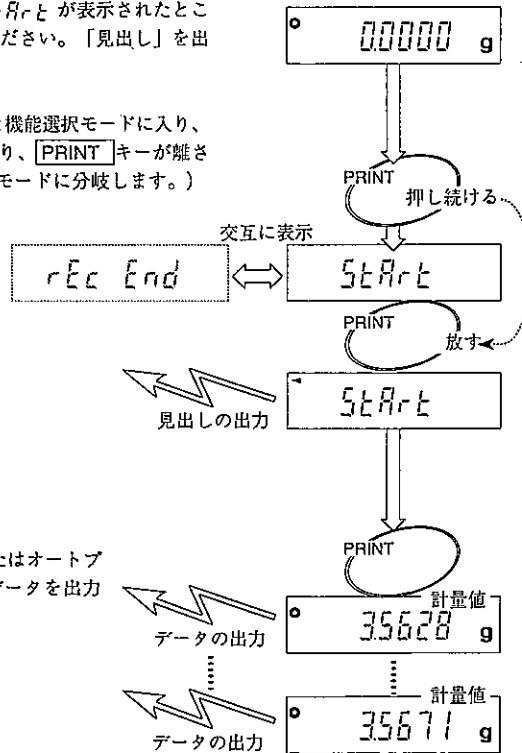 StArt が表示されたとこ
ださい。「見出し」を出
機能選択モードに入り、
り、PRINT キーが離さ
モードに分岐します。)
0.0000 g
PRINT
押し続ける
交互に表示
rEc End
StArt
PRINT
放す
見出しの出力
StArt
PRINT
たはオートプ
データを出力
計量値
データの出力
3.5628 g
計量値
データの出力
3.5671 g